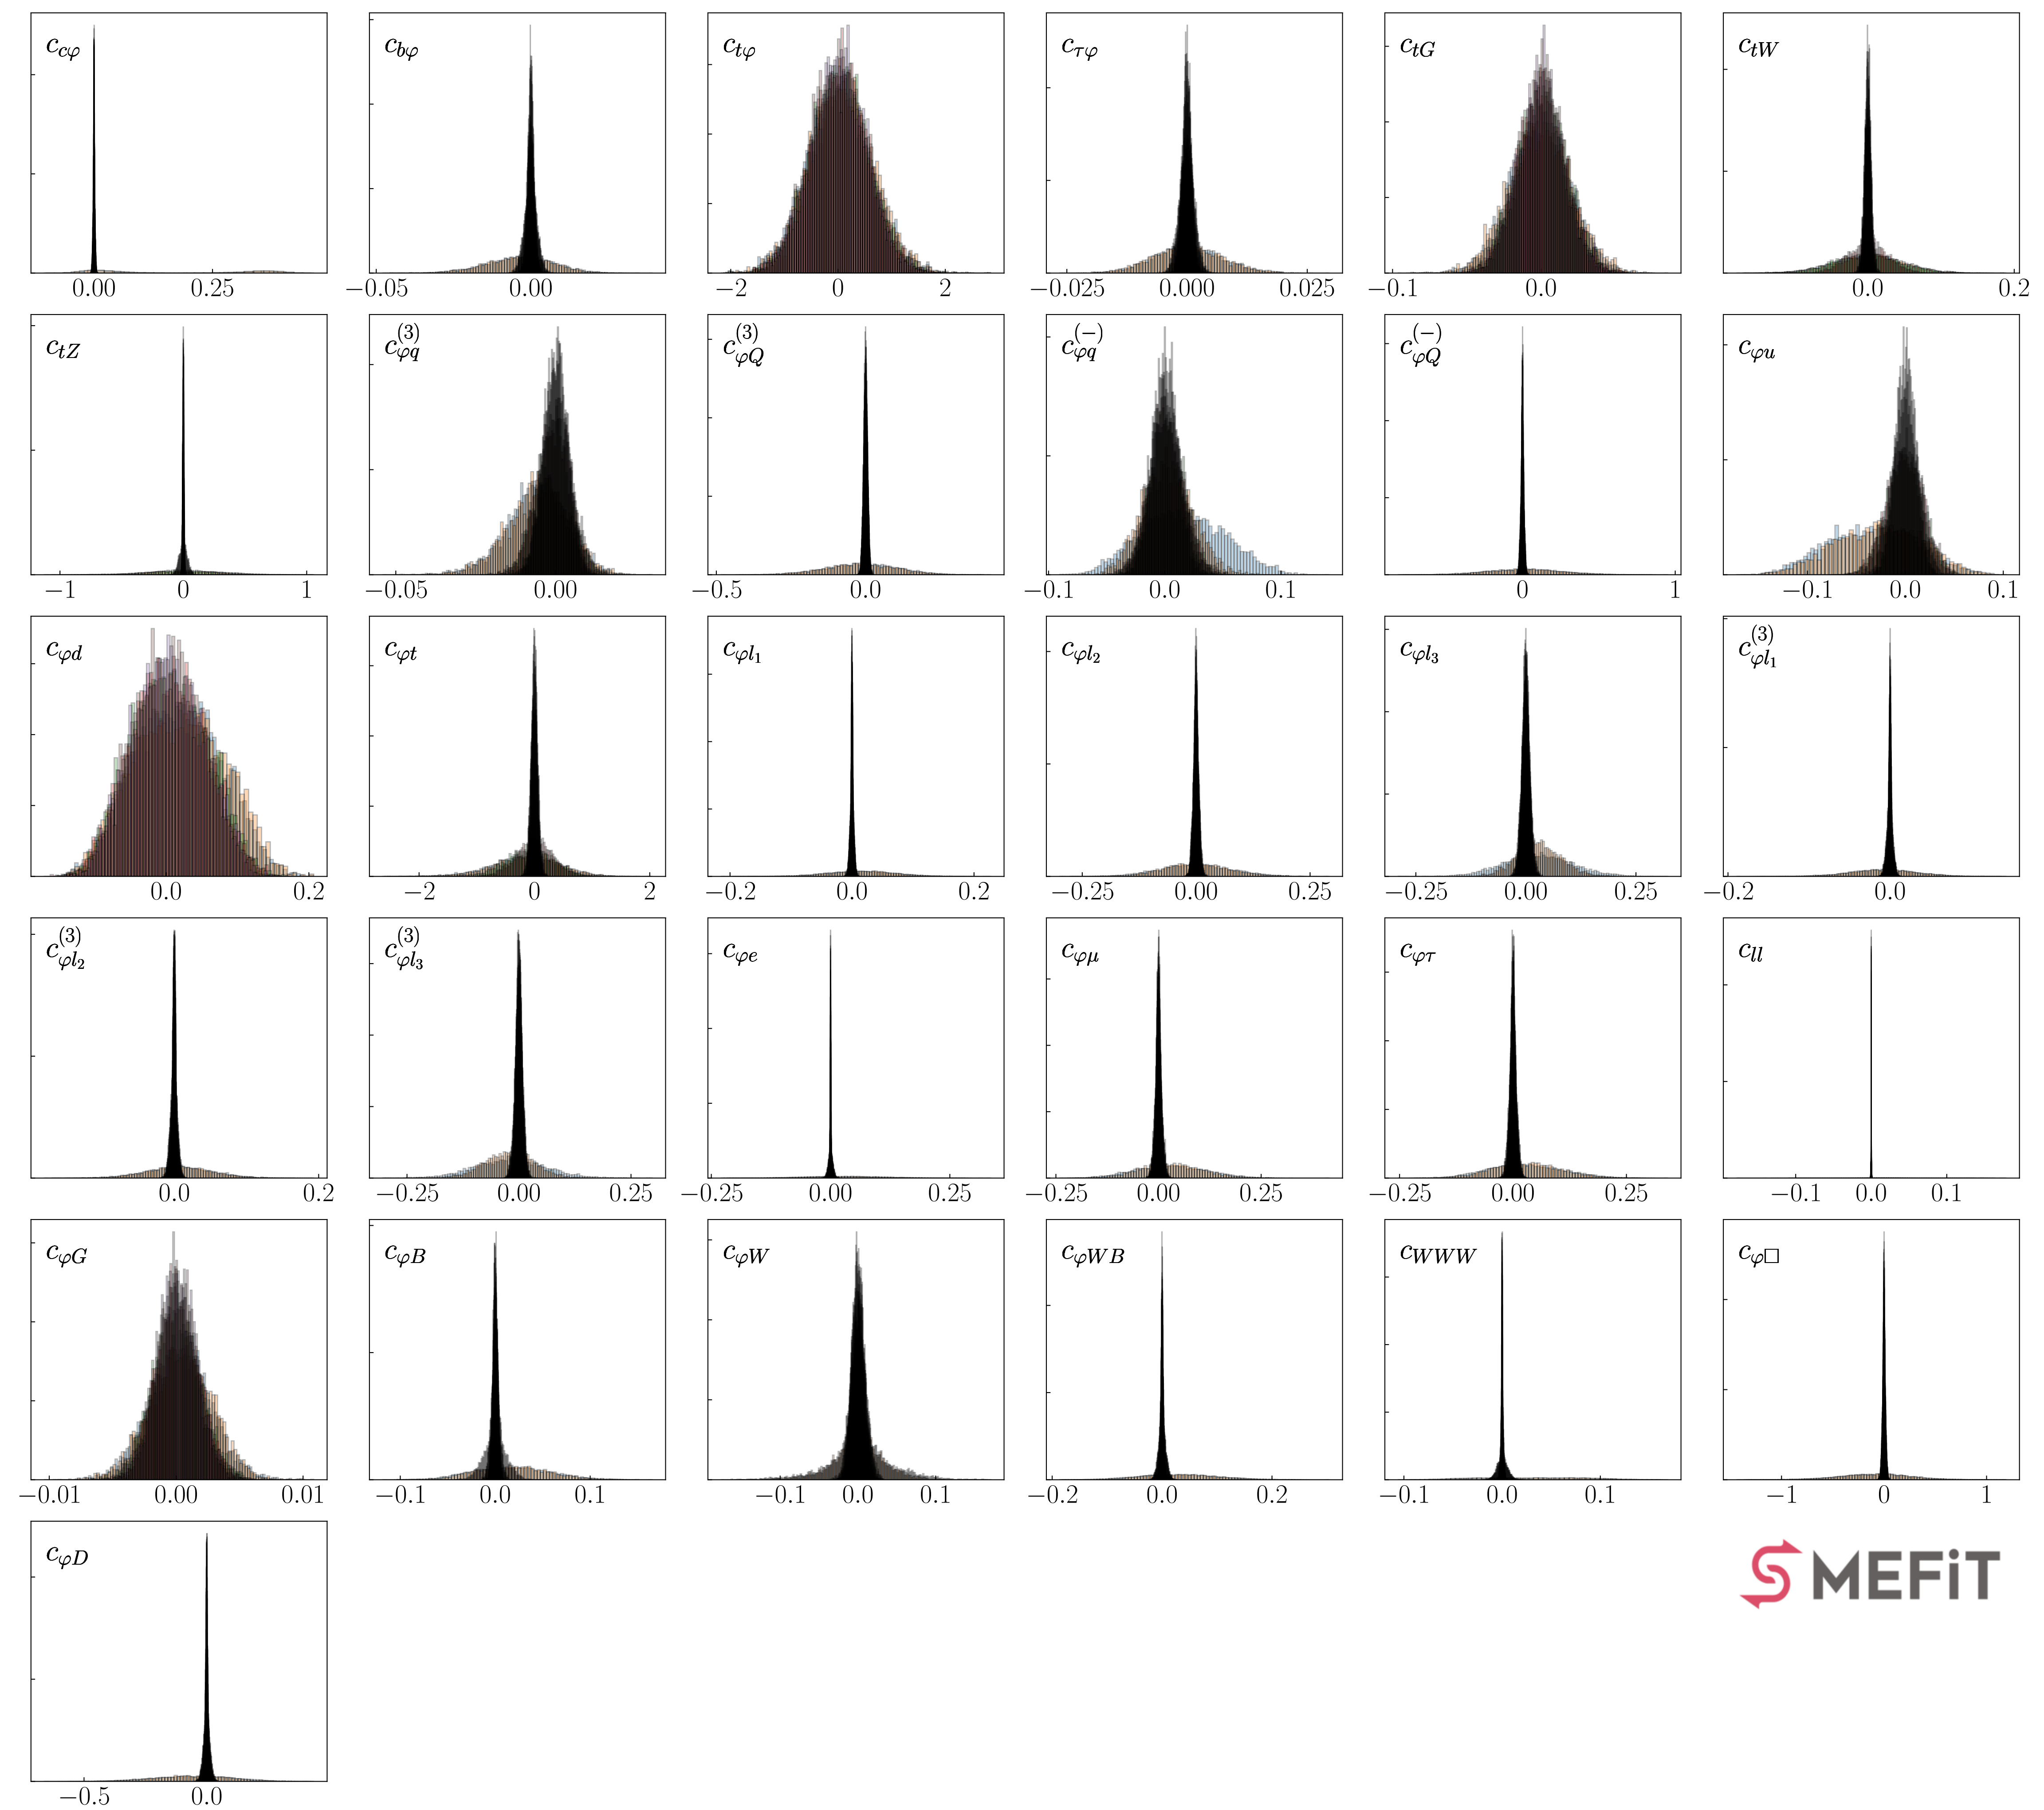 c_{cφ} c_{bφ} c_{tφ} c_{τφ} c_{tG} c_{tW}
0.00 0.25 −0.05 0.00 −2 0 2 −0.025 0.000 0.025 −0.1 0.0 0.0 0.2
c_{tZ} c_{φq}^{(3)} c_{φQ}^{(3)} c_{φq}^{(−)} c_{φQ}^{(−)} c_{φu}
−1 0 1 −0.05 0.00 −0.5 0.0 −0.1 0.0 0.1 0 1 −0.1 0.0 0.1
c_{φd} c_{φt} c_{φl_1} c_{φl_2} c_{φl_3} c_{φl_1}^{(3)}
0.0 0.2 −2 0 2 −0.2 0.0 0.2 −0.25 0.00 0.25 −0.25 0.00 0.25 −0.2 0.0
c_{φl_2}^{(3)} c_{φl_3}^{(3)} c_{φe} c_{φμ} c_{φτ} c_{ll}
0.0 0.2 −0.25 0.00 0.25 −0.25 0.00 0.25 −0.25 0.00 0.25 −0.25 0.00 0.25 −0.1 0.0 0.1
c_{φG} c_{φB} c_{φW} c_{φWB} c_{WWW} c_{φ□}
−0.01 0.00 0.01 −0.1 0.0 0.1 −0.1 0.0 0.1 −0.2 0.0 0.2 −0.1 0.0 0.1 −1 0 1
c_{φD} SMEFiT
−0.5 0.0